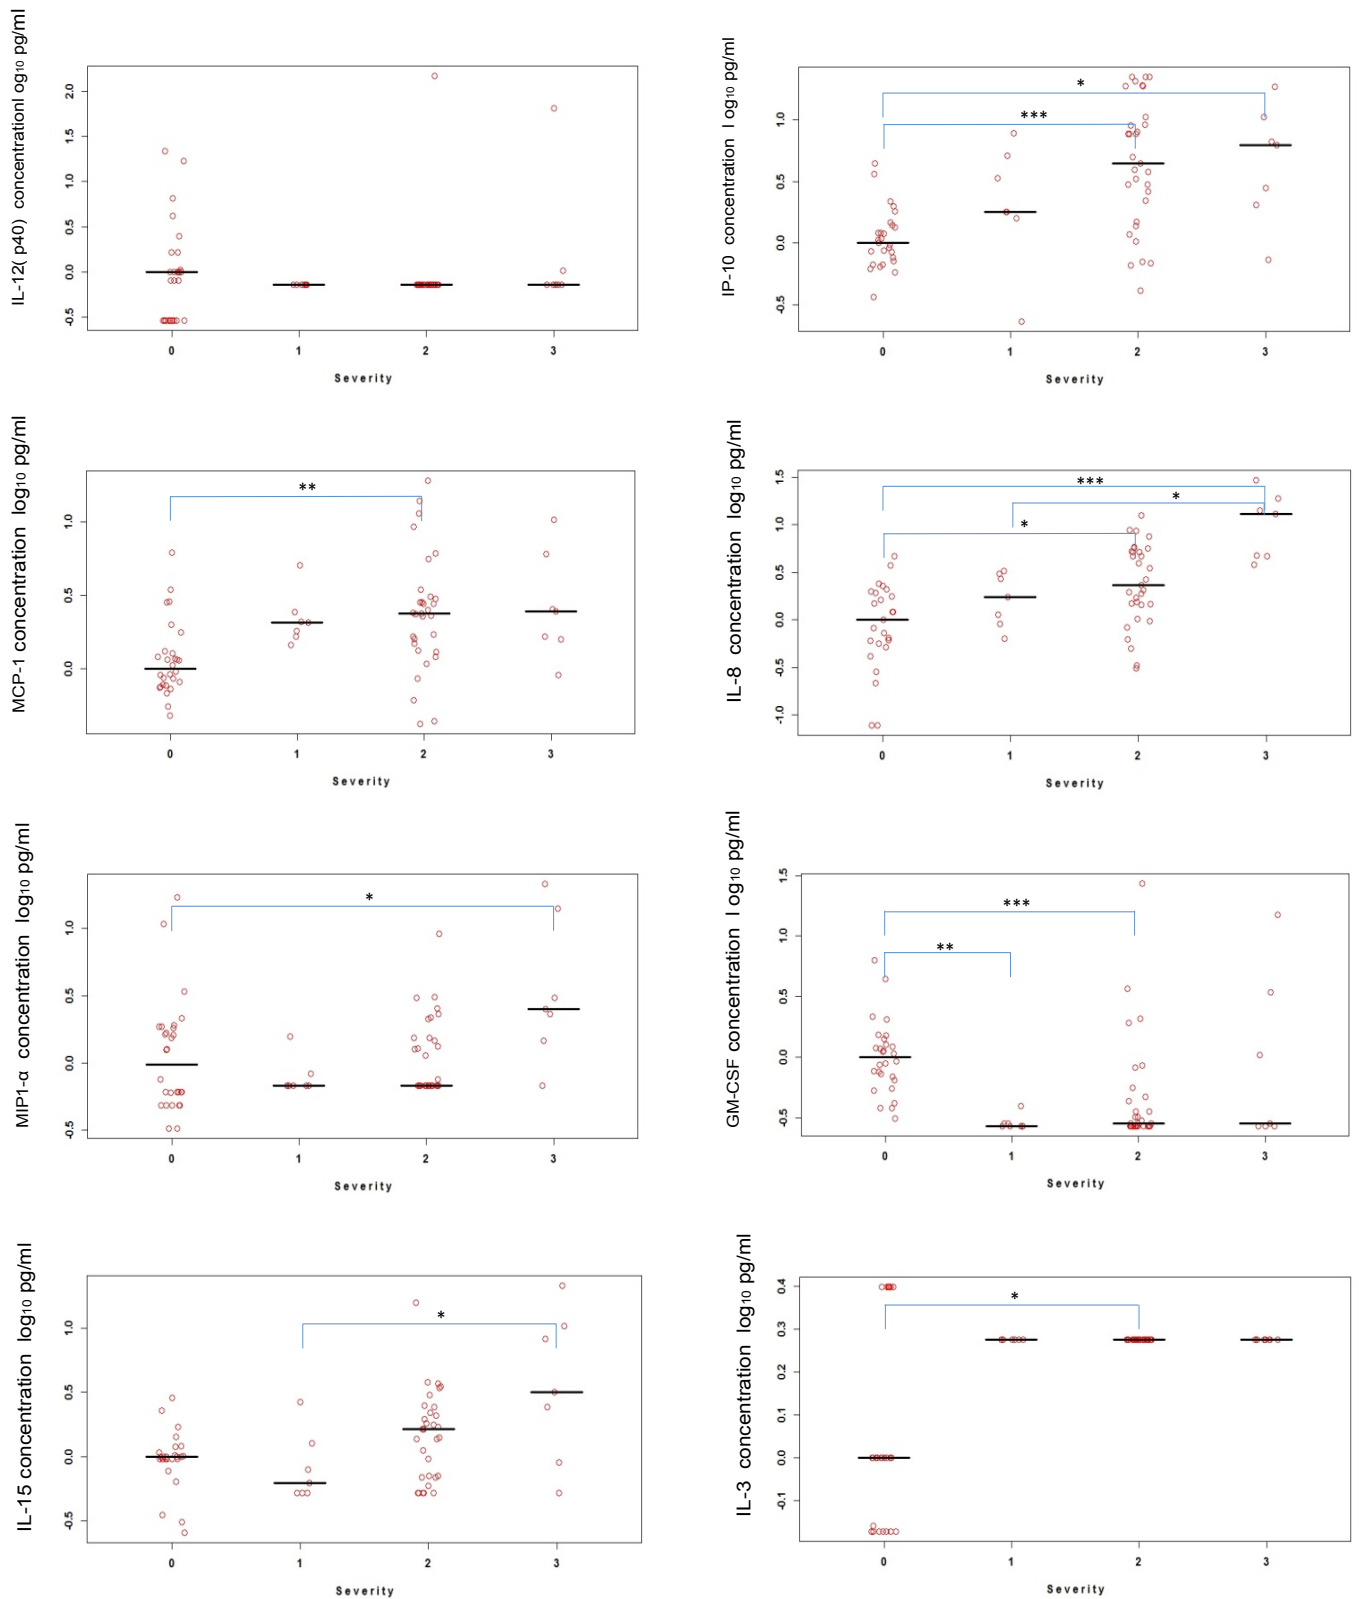 IL-12( p40) concentrationl og10 pg/ml
2.0
1.5
1.0
0.5
0.0
-0.5
0 1 2 3
Severity
IP-10 concentration l og10 pg/ml
1.0
0.5
0.0
-0.5
*
***
0 1 2 3
Severity
MCP-1 concentration log10 pg/ml
1.0
0.5
0.0
**
0 1 2 3
Severity
IL-8 concentration log10 pg/ml
1.5
1.0
0.5
0.0
-0.5
-1.0
***
*
*
0 1 2 3
Severity
MIP1-α concentration log10 pg/ml
1.0
0.5
0.0
-0.5
*
0 1 2 3
Severity
GM-CSF concentration l og10 pg/ml
1.5
1.0
0.5
0.0
-0.5
***
**
0 1 2 3
Severity
IL-15 concentration log10 pg/ml
1.0
0.5
0.0
-0.5
*
0 1 2 3
Severity
IL-3 concentration log10 pg/ml
0.4
0.3
0.2
0.1
0.0
-0.1
*
0 1 2 3
Severity